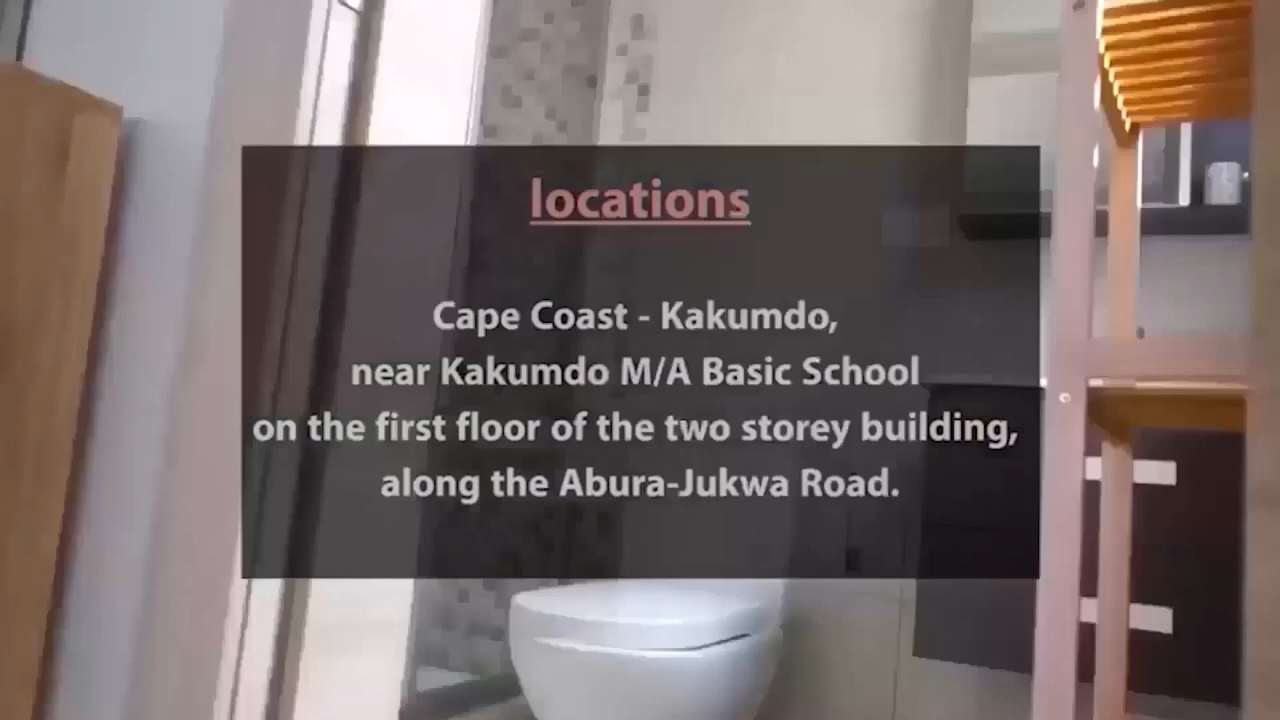 locations
Cape Coast - Kakumdo,
near Kakumdo M/A Basic School
on the first floor of the two storey building,
along the Abura-Jukwa Road.